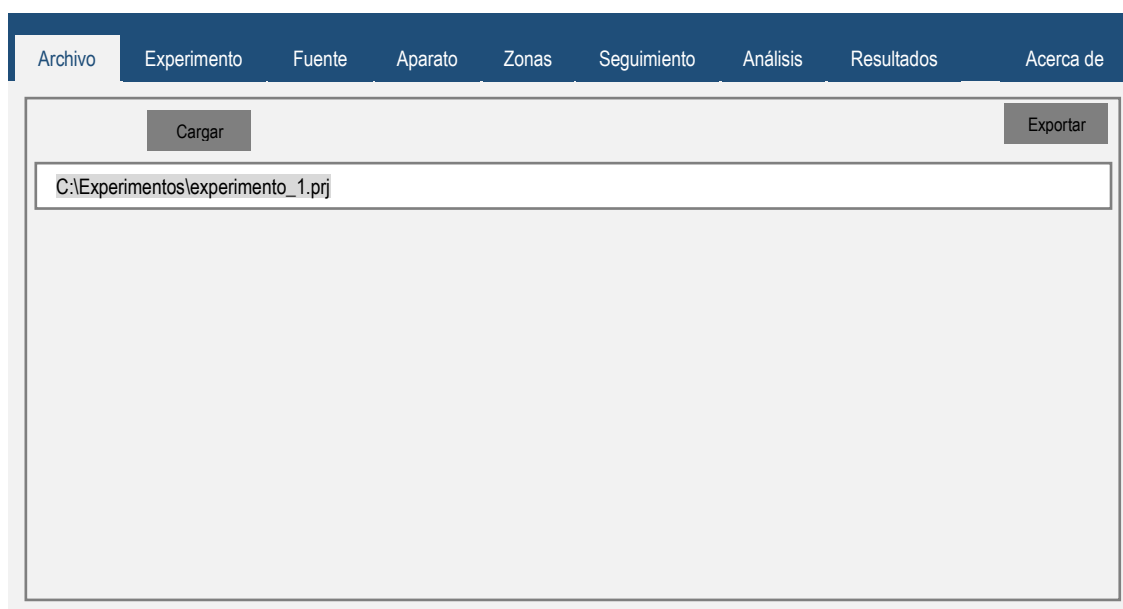 Archivo Experimento Fuente Aparato Zonas Seguimiento Análisis Resultados Acerca de
Cargar Exportar
C:\Experimentos\experimento_1.prj